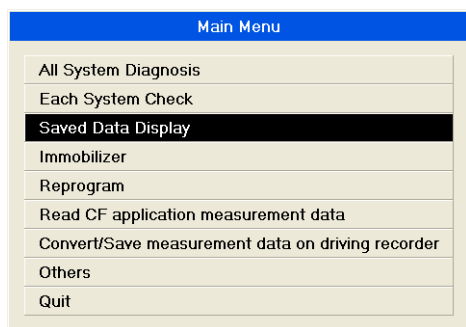 Main Menu
All System Diagnosis
Each System Check
Saved Data Display
Immobilizer
Reprogram
Read CF application measurement data
Convert/Save measurement data on driving recorder
Others
Quit